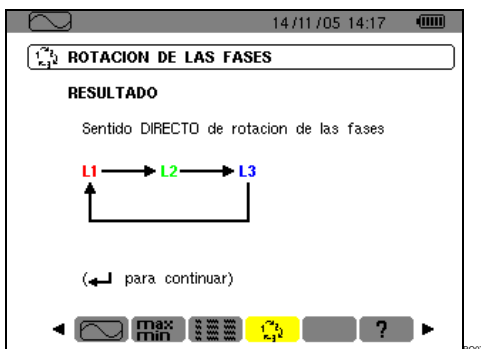 14/11/05 14:17
ROTACION DE LAS FASES
RESULTADO
Sentido DIRECTO de rotacion de las fases
L1 L2 L3
(↵ para continuar)
max min ?